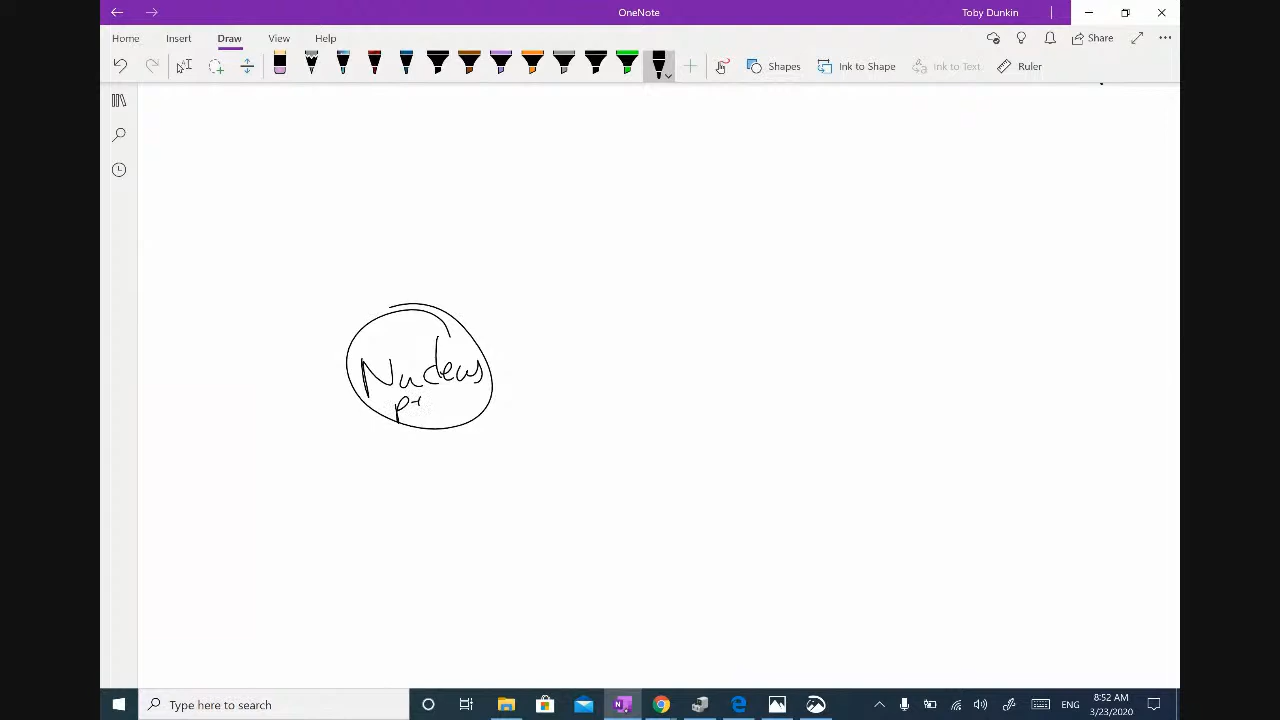 OneNote
Toby Dunkin
Home Insert Draw View Help
Share
Shapes Ink to Shape Ink to Text Ruler
Nucleus
p+
Type here to search
ENG
8:52 AM
3/23/2020